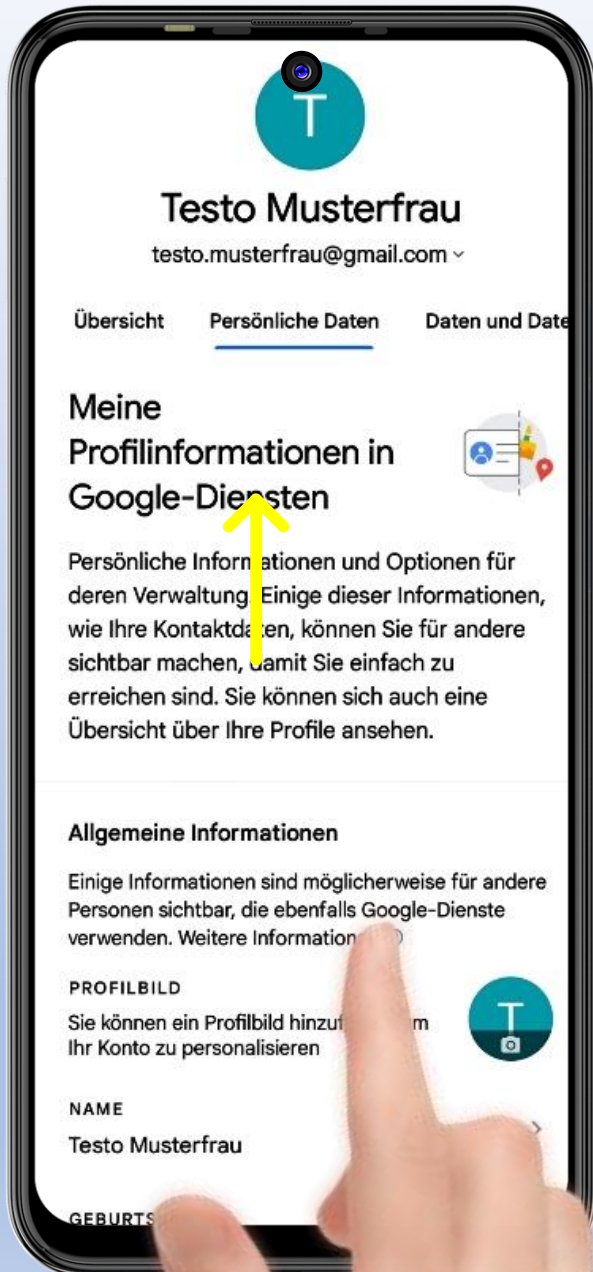 T
Testo Musterfrau
testo.musterfrau@gmail.com
Übersicht Persönliche Daten Daten und Date
Meine
Profilinformationen in
Google-Diensten
Persönliche Informationen und Optionen für
deren Verwaltung. Einige dieser Informationen,
wie Ihre Kontaktdaten, können Sie für andere
sichtbar machen, damit Sie einfach zu
erreichen sind. Sie können sich auch eine
Übersicht über Ihre Profile ansehen.
Allgemeine Informationen
Einige Informationen sind möglicherweise für andere
Personen sichtbar, die ebenfalls Google-Dienste
verwenden. Weitere Information
PROFILBILD
Sie können ein Profilbild hinzuf m
Ihr Konto zu personalisieren
T
NAME
Testo Musterfrau
GEBURTS